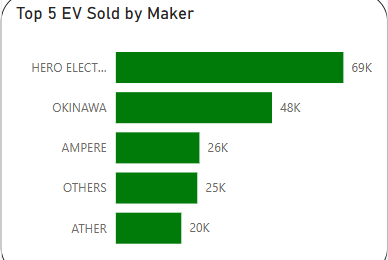 Top 5 EV Sold by Maker
HERO ELECT... 69K
OKINAWA 48K
AMPERE 26K
OTHERS 25K
ATHER 20K